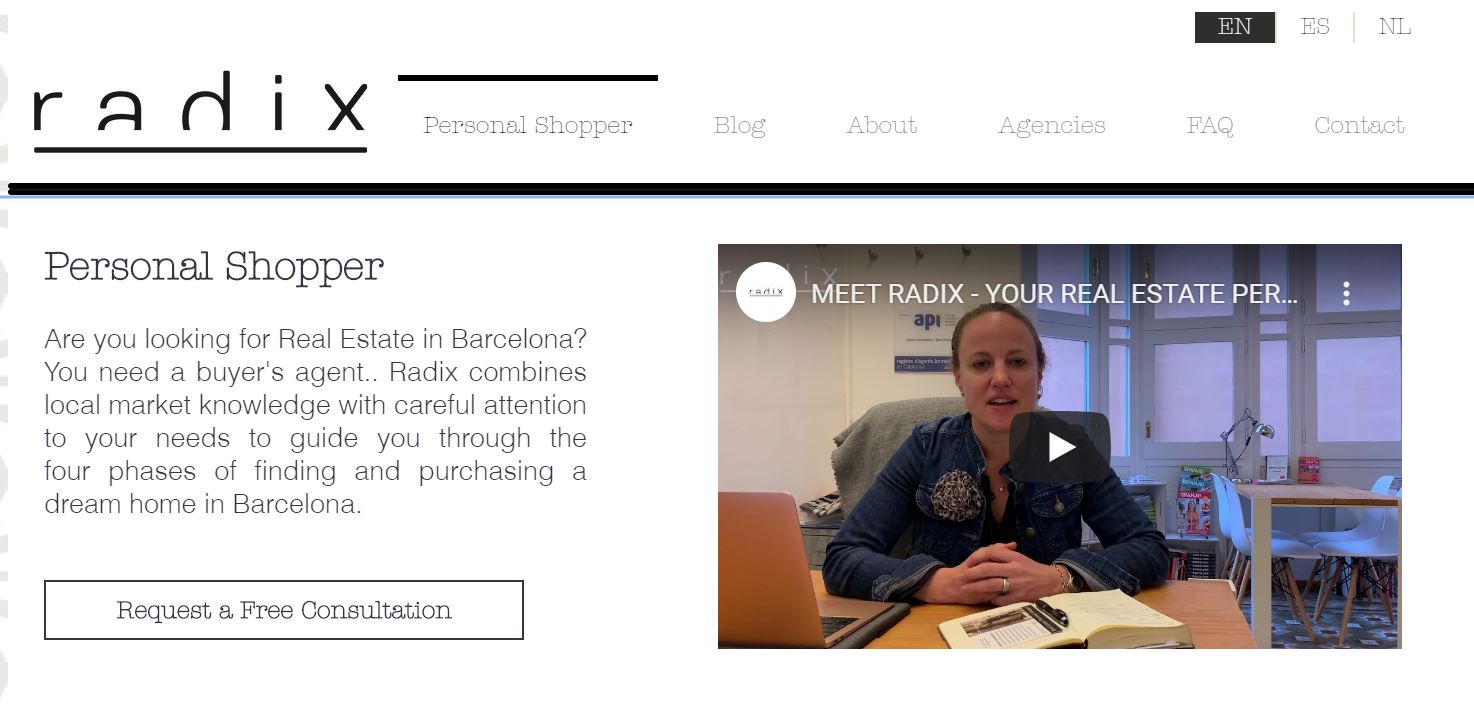 EN
ES
NL
radix
Personal Shopper
Blog
About
Agencies
FAQ
Contact
Personal Shopper
Are you looking for Real Estate in Barcelona?
You need a buyer's agent.. Radix combines
local market knowledge with careful attention
to your needs to guide you through the
four phases of finding and purchasing a
dream home in Barcelona.
Request a Free Consultation
radix
radix
MEET RADIX - YOUR REAL ESTATE PER...
api